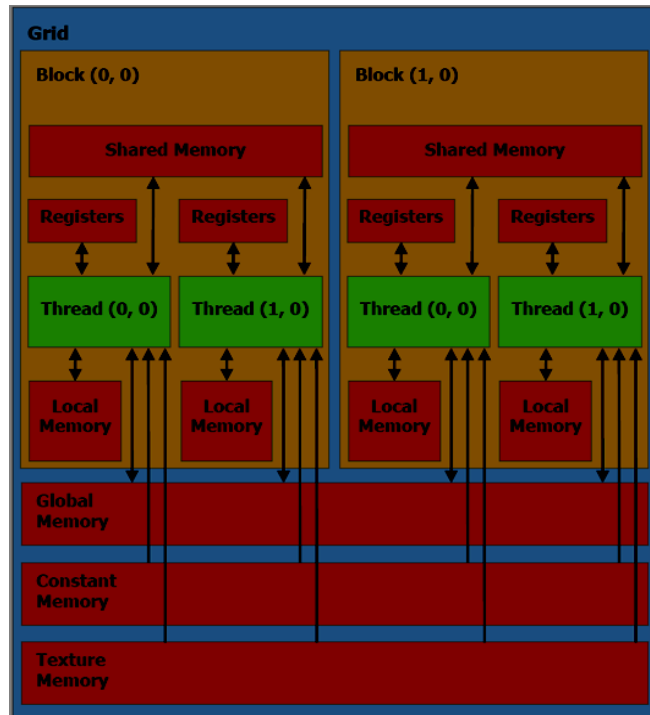 Grid
Block (0, 0)
Block (1, 0)
Shared Memory
Shared Memory
Registers
Registers
Registers
Registers
Thread (0, 0)
Thread (1, 0)
Thread (0, 0)
Thread (1, 0)
Local
Memory
Local
Memory
Local
Memory
Local
Memory
Global
Memory
Constant
Memory
Texture
Memory